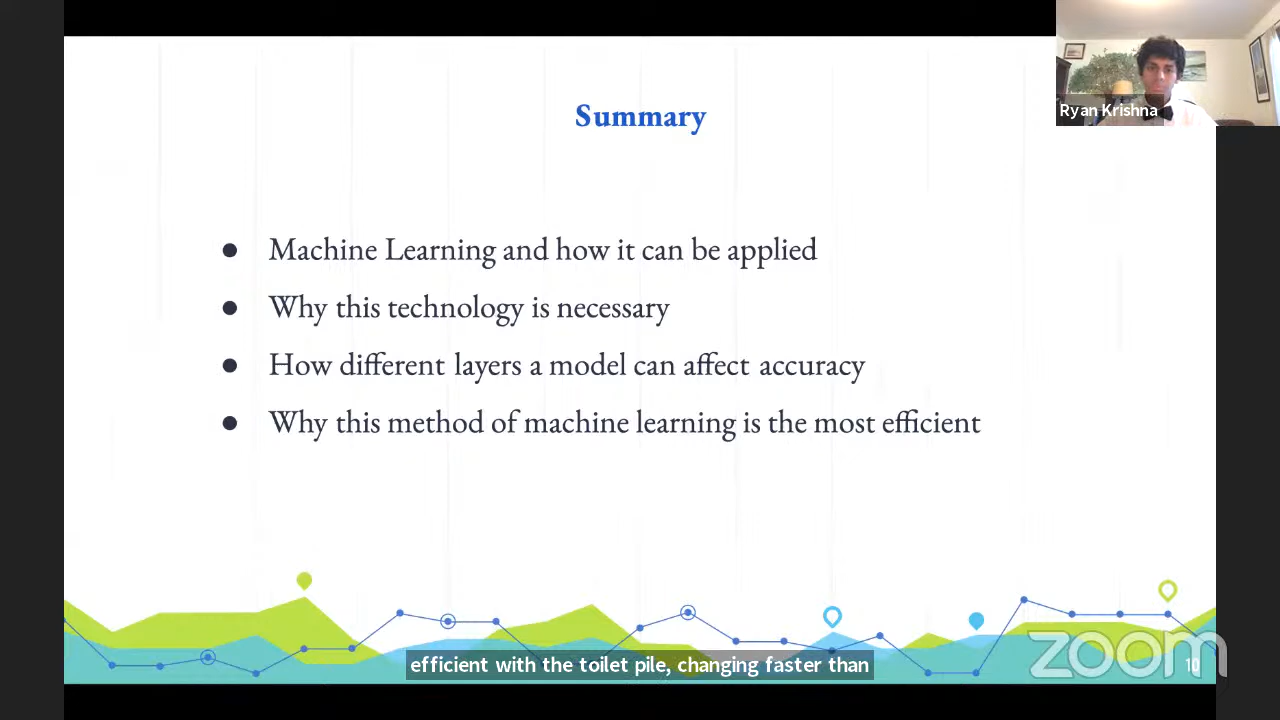 Summary
Ryan Krishna
● Machine Learning and how it can be applied
● Why this technology is necessary
● How different layers a model can affect accuracy
● Why this method of machine learning is the most efficient
efficient with the toilet pile, changing faster than
zoom
10